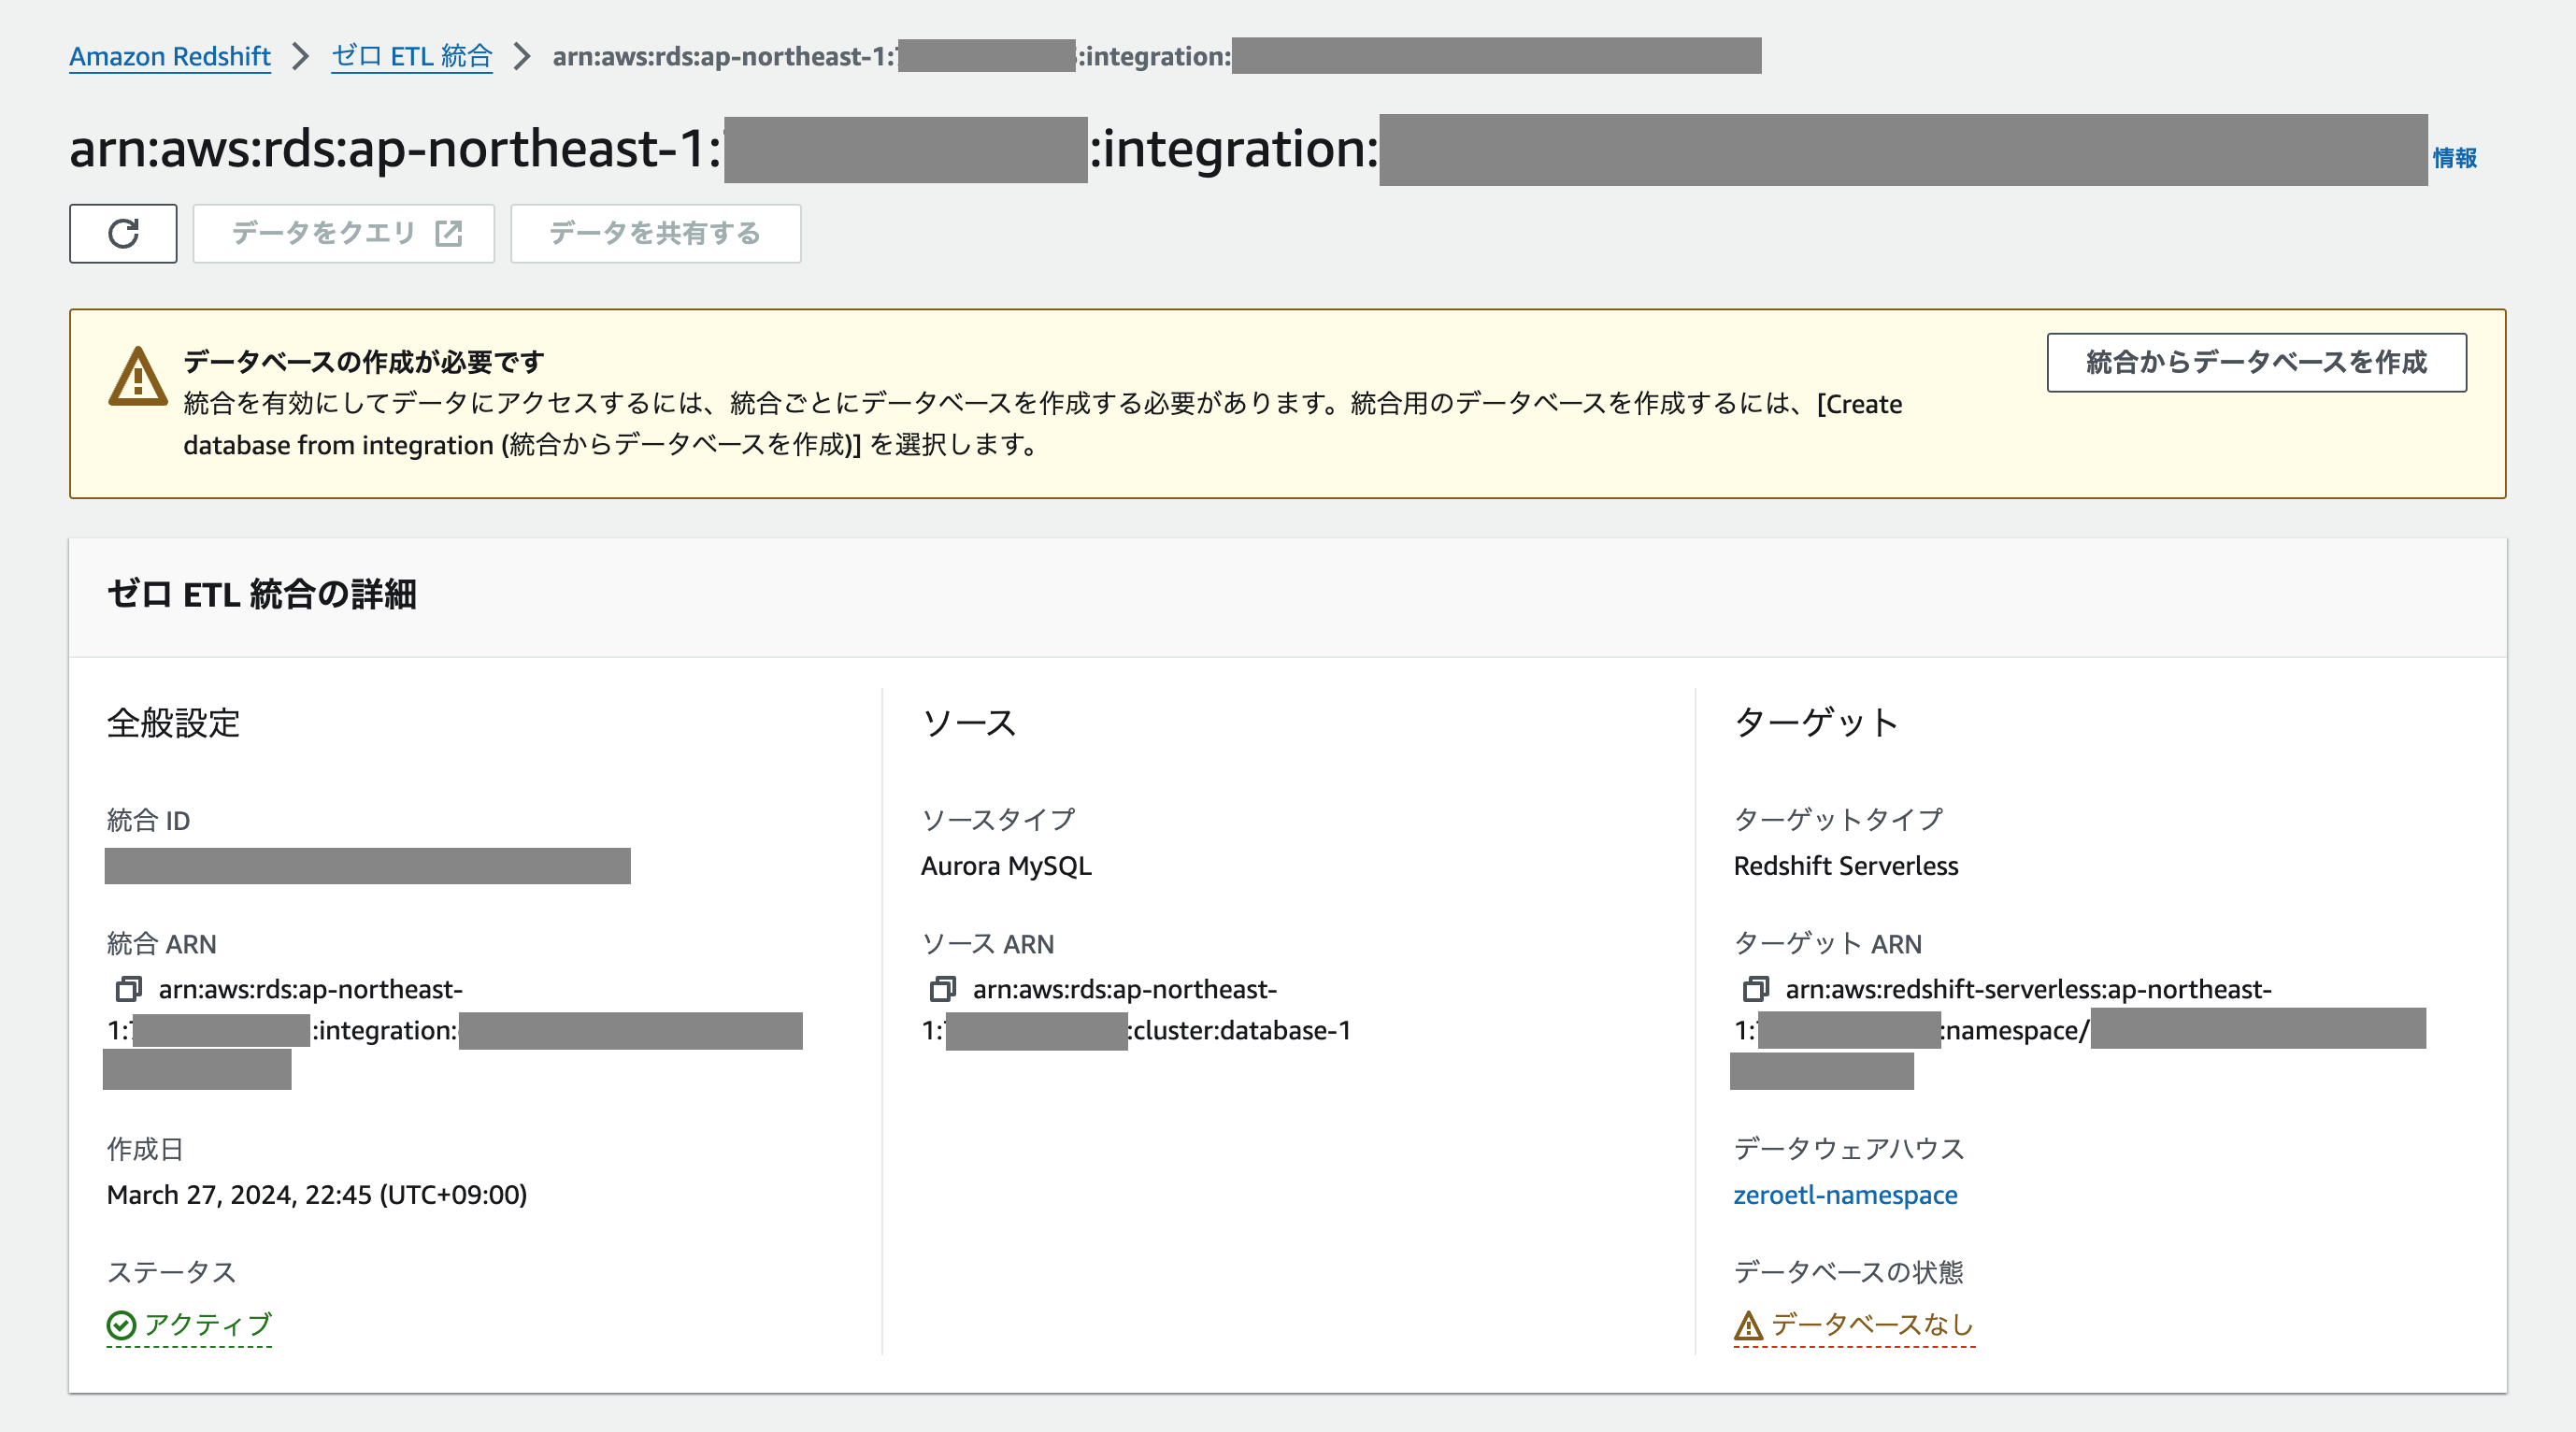 Amazon Redshift > ゼロ ETL 統合 > arn:aws:rds:ap-northeast-1: :integration:
arn:aws:rds:ap-northeast-1: :integration: 情報
データをクエリ データを共有する
データベースの作成が必要です
統合からデータベースを作成
統合を有効にしてデータにアクセスするには、統合ごとにデータベースを作成する必要があります。統合用のデータベースを作成するには、[Create
database from integration (統合からデータベースを作成)] を選択します。
ゼロ ETL 統合の詳細
全般設定
統合 ID
統合 ARN
arn:aws:rds:ap-northeast-
1: :integration:
作成日
March 27, 2024, 22:45 (UTC+09:00)
ステータス
アクティブ
ソース
ソースタイプ
Aurora MySQL
ソース ARN
arn:aws:rds:ap-northeast-
1: :cluster:database-1
ターゲット
ターゲットタイプ
Redshift Serverless
ターゲット ARN
arn:aws:redshift-serverless:ap-northeast-
1: :namespace/
データウェアハウス
zeroetl-namespace
データベースの状態
データベースなし